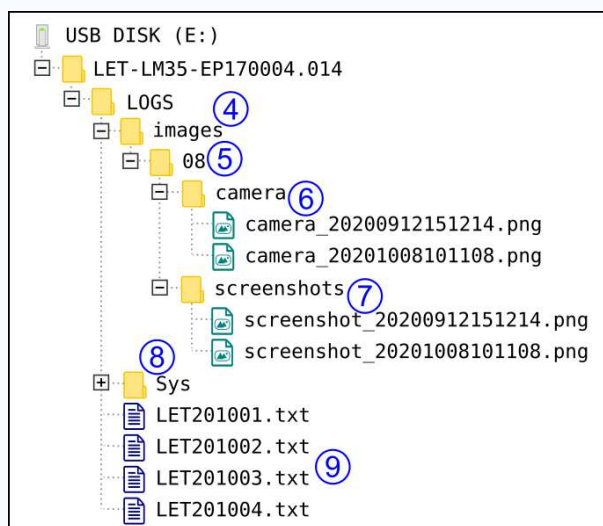 USB DISK (E:)
LET-LM35-EP170004.014
LOGS
④
images
08 ⑤
camera ⑥
camera_20200912151214.png
camera_20201008101108.png
screenshots ⑦
screenshot_20200912151214.png
screenshot_20201008101108.png
⑧
Sys
LET201001.txt
LET201002.txt
LET201003.txt ⑨
LET201004.txt